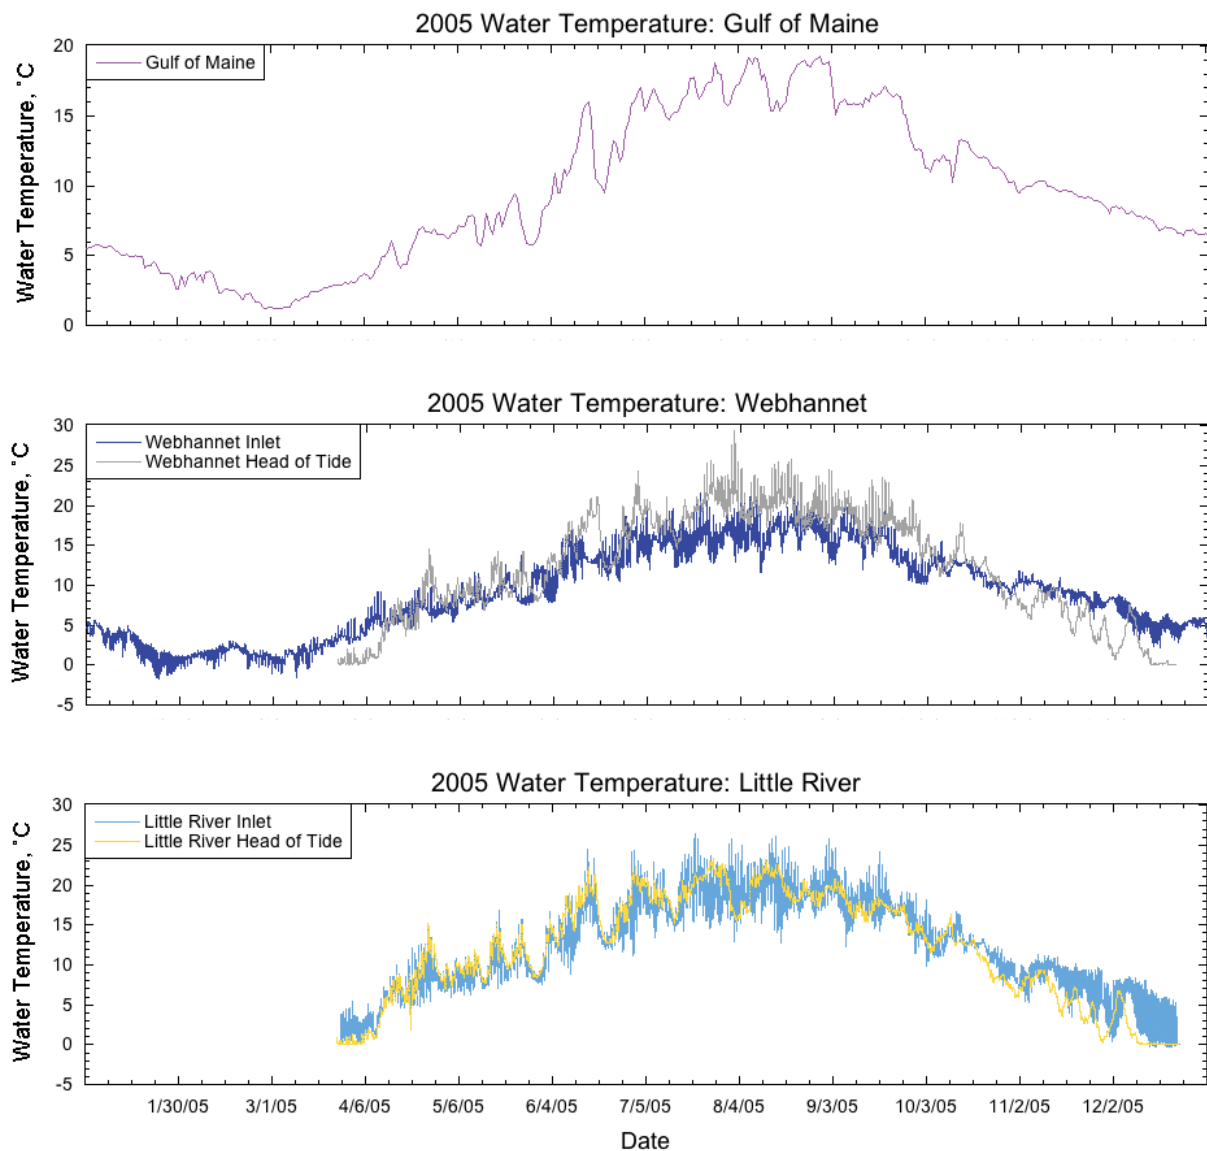 2005 Water Temperature: Gulf of Maine
20
15
10
5
0
Water Temperature, °C
Gulf of Maine
2005 Water Temperature: Webhannet
30
25
20
15
10
5
0
-5
Water Temperature, °C
Webhannet Inlet
Webhannet Head of Tide
2005 Water Temperature: Little River
30
25
20
15
10
5
0
-5
Water Temperature, °C
Little River Inlet
Little River Head of Tide
1/30/05 3/1/05 4/6/05 5/6/05 6/4/05 7/5/05 8/4/05 9/3/05 10/3/05 11/2/05 12/2/05
Date